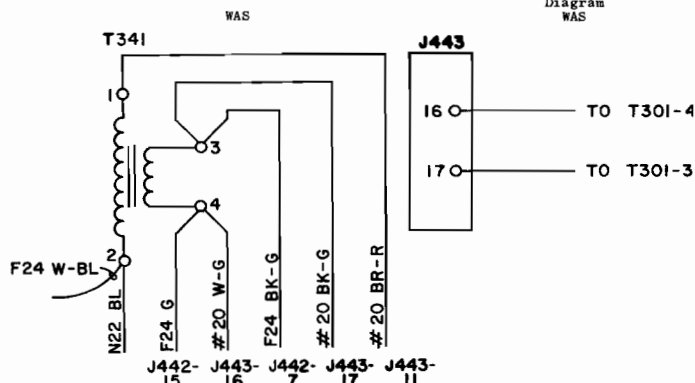 Diagram
WAS
WAS
T341
J443
1
3
4
2
16
TO T301-4
17
TO T301-3
F24 W-BL
N22 BL
F24 G
#20 W-G
F24 BK-G
#20 BK-G
#20 BR-R
J442-15
J443-16
J442-7
J443-17
J443-11